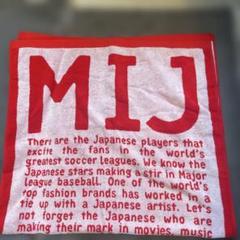 MIJ
There are the Japanese players that
excite the fans in the world's
greatest soccer leagues. We know the
Japanese stars making a stir in Major
league baseball. One of the world's
top fashion brands has worked in a
tie up with a Japanese artist. Let's
not forget the Japanese who are
making their mark in movies, music